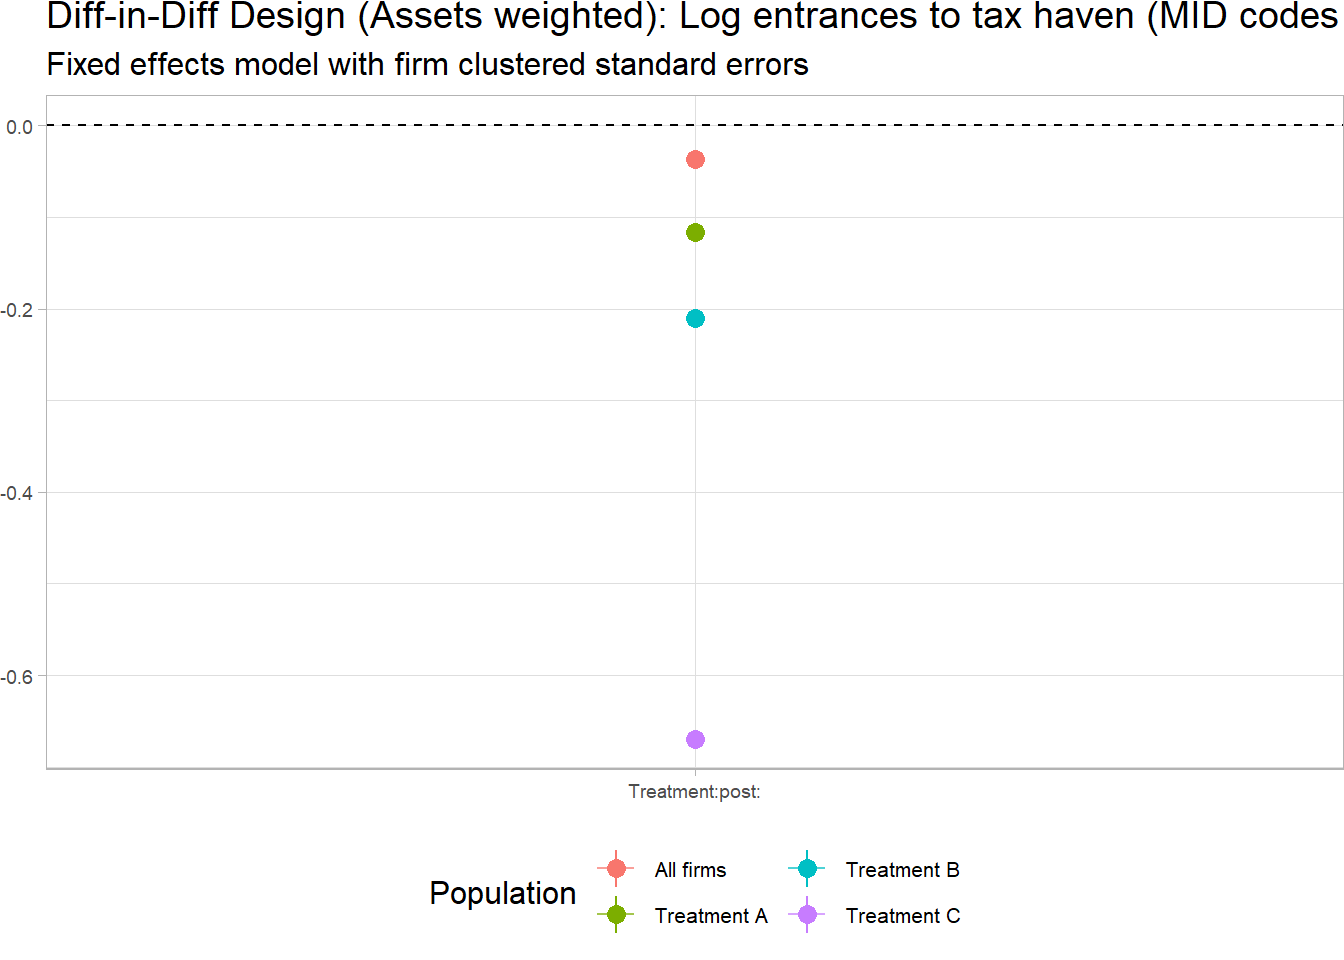 Diff-in-Diff Design (Assets weighted): Log entrances to tax haven (MID codes
Fixed effects model with firm clustered standard errors
0.0
-0.2
-0.4
-0.6
Treatment:post:
Population
All firms
Treatment B
Treatment A
Treatment C